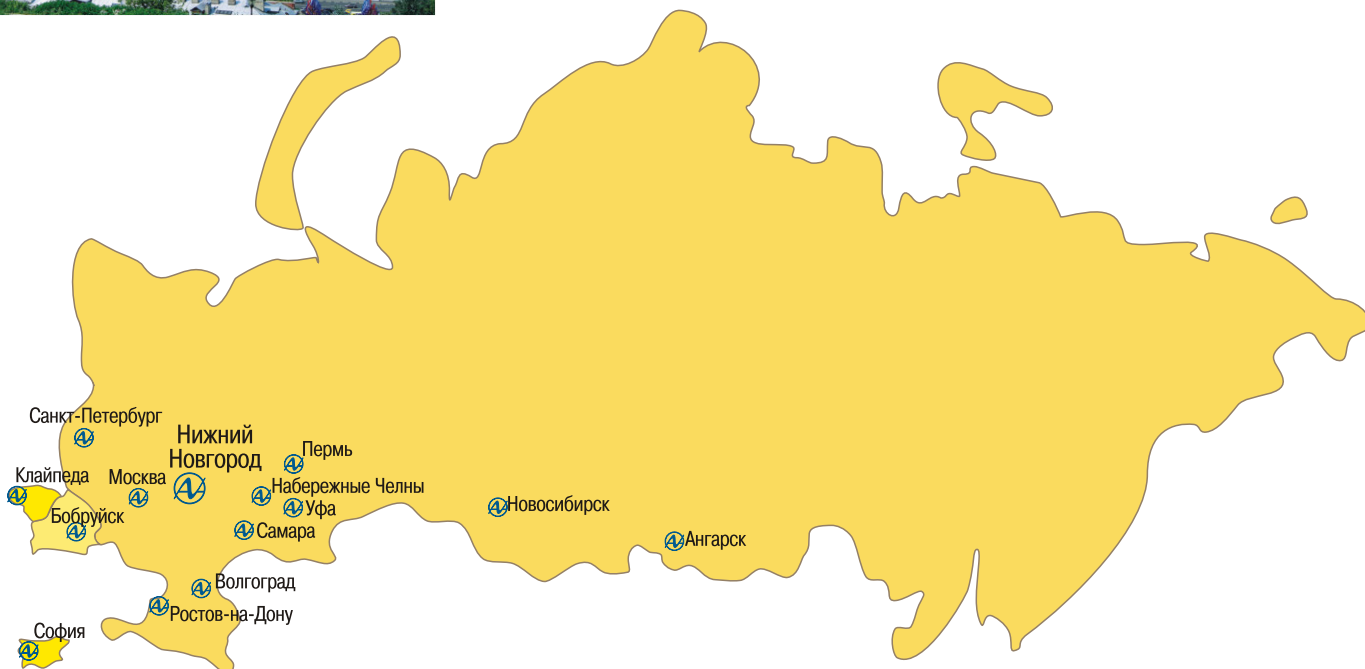 Санкт-Петербург
Нижний
Новгород
Пермь
Клайпеда
Москва
Набережные Челны
Уфа
Новосибирск
Бобруйск
Самара
Ангарск
Волгоград
Ростов-на-Дону
София